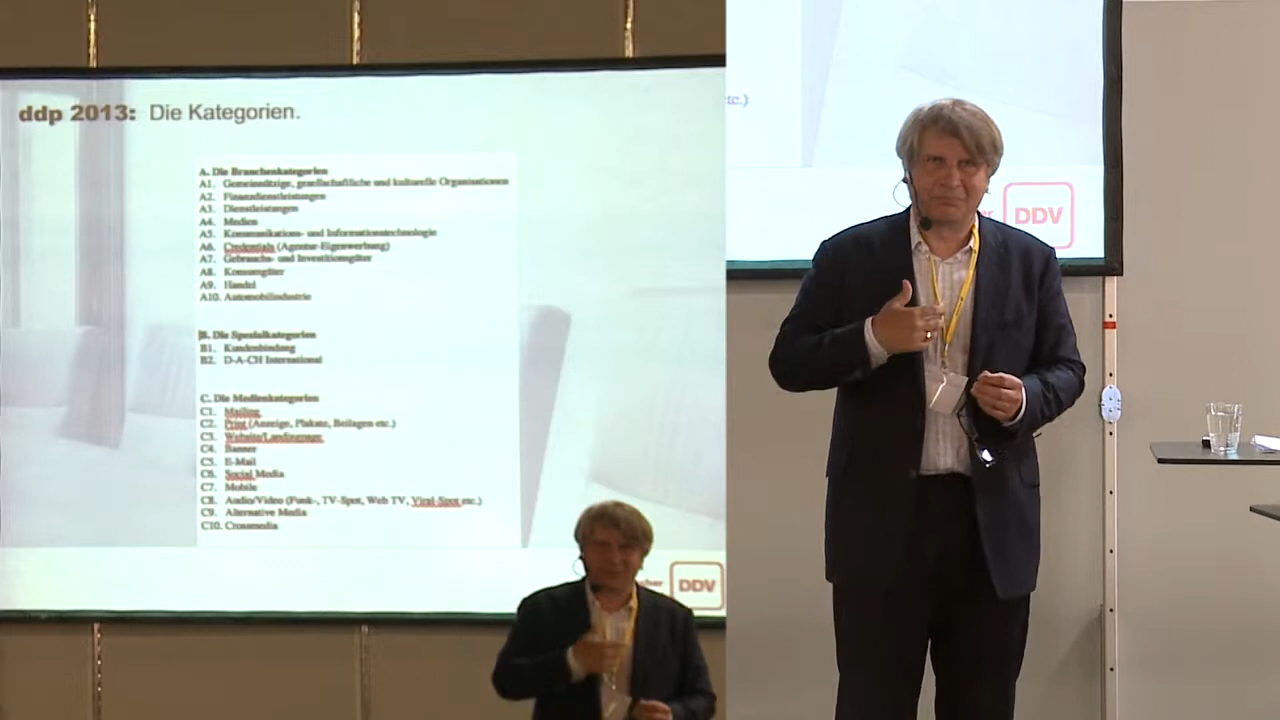 ddp 2013: Die Kategorien.
A. Die Branchenkategorien
A1. Gemeinnützige, gesellschaftliche und kulturelle Organisationen
A2. Finanzdienstleistungen
A3. Dienstleistungen
A4. Medien
A5. Kommunikations- und Informationstechnologie
A6. Credentials (Agentur-Eigenwerbung)
A7. Gebrauchs- und Investitionsgüter
A8. Konsumgüter
A9. Handel
A10. Automobilindustrie
B. Die Spezialkategorien
B1. Kundenbindung
B2. D-A-CH International
C. Die Medienkategorien
C1. Mailing
C2. Print (Anzeige, Plakate, Beilagen etc.)
C3. Website/Landingpage
C4. Banner
C5. E-Mail
C6. Social Media
C7. Mobile
C8. Audio/Video (Funk-, TV-Spot, Web TV, Viral-Spot etc.)
C9. Alternative Media
C10. Crossmedia
cher DDV
etc.)
er DDV